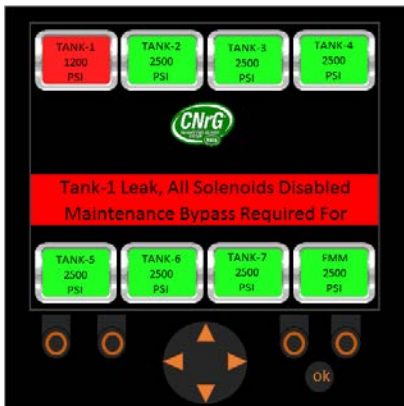 TANK-1
1200
PSI
TANK-2
2500
PSI
TANK-3
2500
PSI
TANK-4
2500
PSI
CNrG
Tank-1 Leak, All Solenoids Disabled
Maintenance Bypass Required For
TANK-5
2500
PSI
TANK-6
2500
PSI
TANK-7
2500
PSI
FMM
2500
PSI
ok